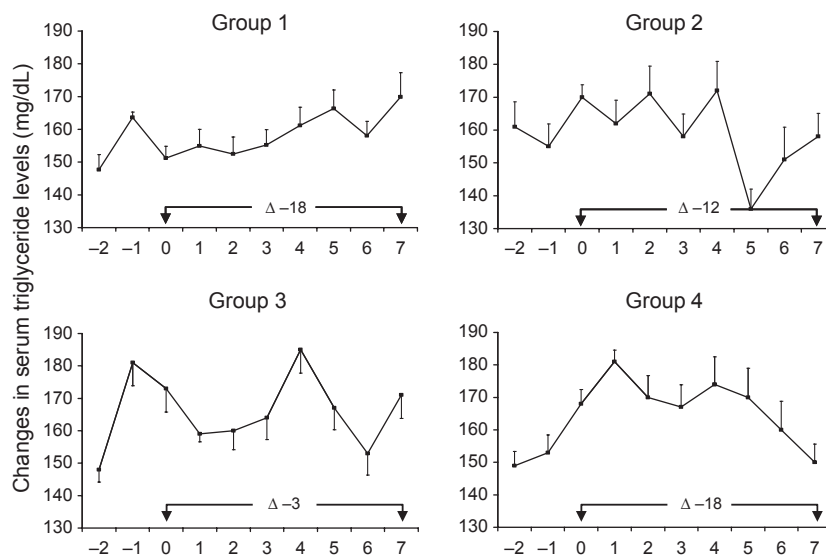 Changes in serum triglyceride levels (mg/dL)
Group 1
190
180
170
160
150
140
130
Δ –18
–2 –1 0 1 2 3 4 5 6 7
Group 2
190
180
170
160
150
140
130
Δ –12
–2 –1 0 1 2 3 4 5 6 7
Group 3
190
180
170
160
150
140
130
Δ –3
–2 –1 0 1 2 3 4 5 6 7
Group 4
190
180
170
160
150
140
130
Δ –18
–2 –1 0 1 2 3 4 5 6 7